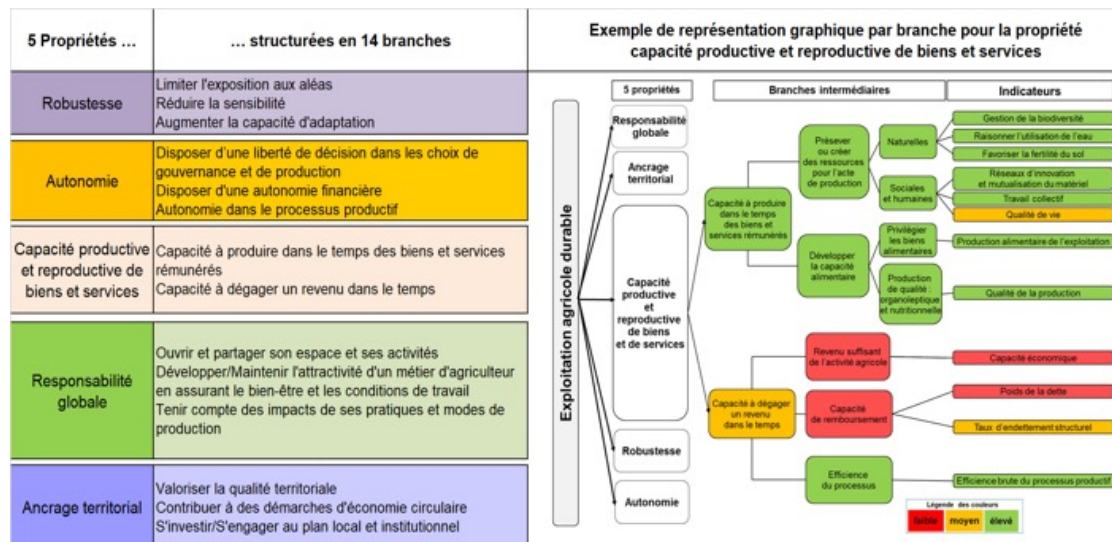 5 Propriétés …
… structurées en 14 branches
Robustesse
Limiter l'exposition aux aléas
Réduire la sensibilité
Augmenter la capacité d'adaptation
Autonomie
Disposer d'une liberté de décision dans les choix de
gouvernance et de production
Disposer d'une autonomie financière
Autonomie dans le processus productif
Capacité productive
et reproductive de
biens et services
Capacité à produire dans le temps des biens et services
rémunérés
Capacité à dégager un revenu dans le temps
Responsabilité
globale
Ouvrir et partager son espace et ses activités
Développer/Maintenir l'attractivité d'un métier d'agriculteur
en assurant le bien-être et les conditions de travail
Tenir compte des impacts de ses pratiques et modes de
production
Ancrage territorial
Valoriser la qualité territoriale
Contribuer à des démarches d'économie circulaire
S'investir/S'engager au plan local et institutionnel
Exemple de représentation graphique par branche pour la propriété
capacité productive et reproductive de biens et services
5 propriétés
Branches intermédiaires
Indicateurs
Exploitation agricole durable
Responsabilité
globale
Ancrage
territorial
Capacité
productive
et
reproductive
de biens
et de services
Robustesse
Autonomie
Capacité à produire
dans le temps
des biens et
services rémunérés
Capacité à dégager
un revenu
dans le temps
Présever
ou créer
des ressources
pour l'acte
de production
Développer
la capacité
alimentaire
Revenu suffisant
de l'activité agricole
Capacité
de remboursement
Efficience
du processus
Naturelles
Sociales
et humaines
Privilégier
les biens
alimentaires
Production
de qualité :
organoleptique
et nutritionnelle
Gestion de la biodiversité
Raisonner l'utilisation de l'eau
Favoriser la fertilité du sol
Réseaux d'innovation
et mutualisation du matériel
Travail collectif
Qualité de vie
Production alimentaire de l'exploitation
Qualité de la production
Capacité économique
Poids de la dette
Taux d'endettement structurel
Efficience brute du processus productif
Légende des couleurs
faible
moyen
élevé